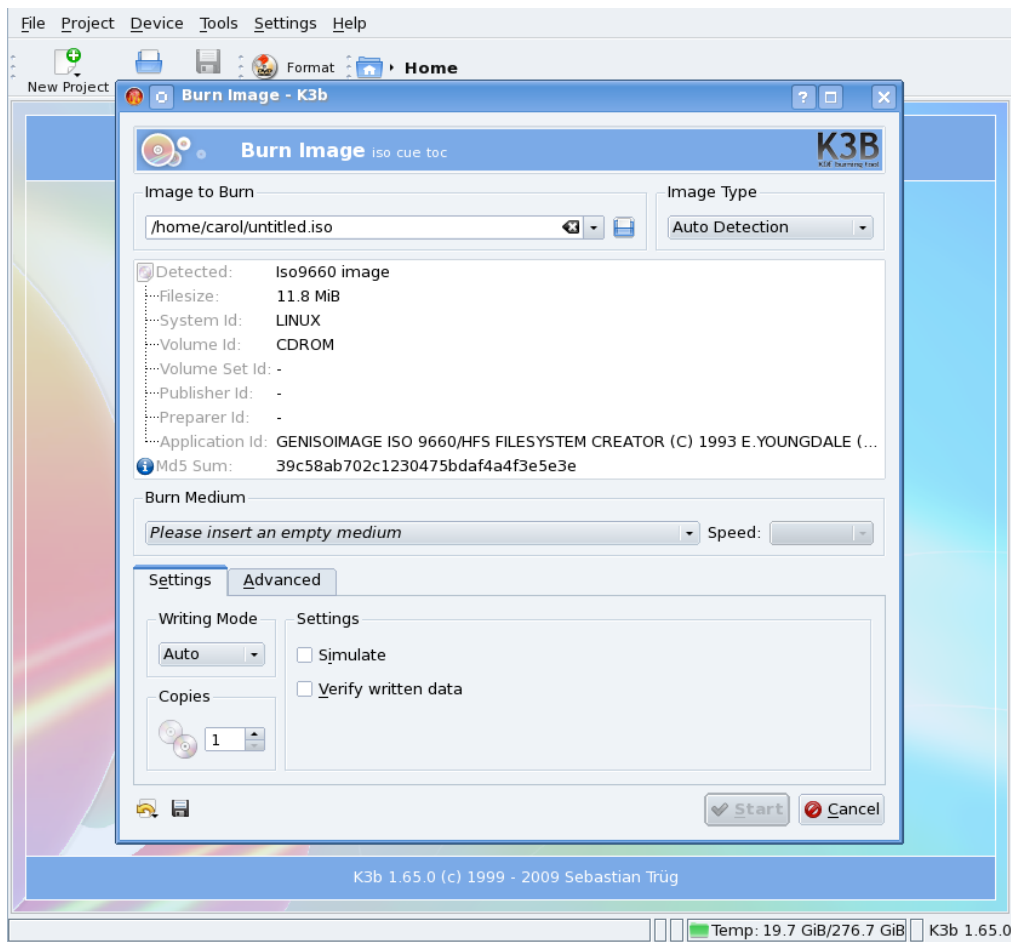 File Project Device Tools Settings Help
New Project
Format
Home
Burn Image - K3b
Burn Image iso cue toc
K3B
KDE burning tool
Image to Burn
Image Type
/home/carol/untitled.iso
Auto Detection
Detected: Iso9660 image
Filesize: 11.8 MiB
System Id: LINUX
Volume Id: CDROM
Volume Set Id: -
Publisher Id: -
Preparer Id: -
Application Id: GENISOIMAGE ISO 9660/HFS FILESYSTEM CREATOR (C) 1993 E.YOUNGDALE (...
Md5 Sum: 39c58ab702c1230475bdaf4a4f3e5e3e
Burn Medium
Please insert an empty medium
Speed:
Settings Advanced
Writing Mode
Settings
Auto
Simulate
Verify written data
Copies
1
Start
Cancel
K3b 1.65.0 (c) 1999 - 2009 Sebastian Trüg
Temp: 19.7 GiB/276.7 GiB
K3b 1.65.0